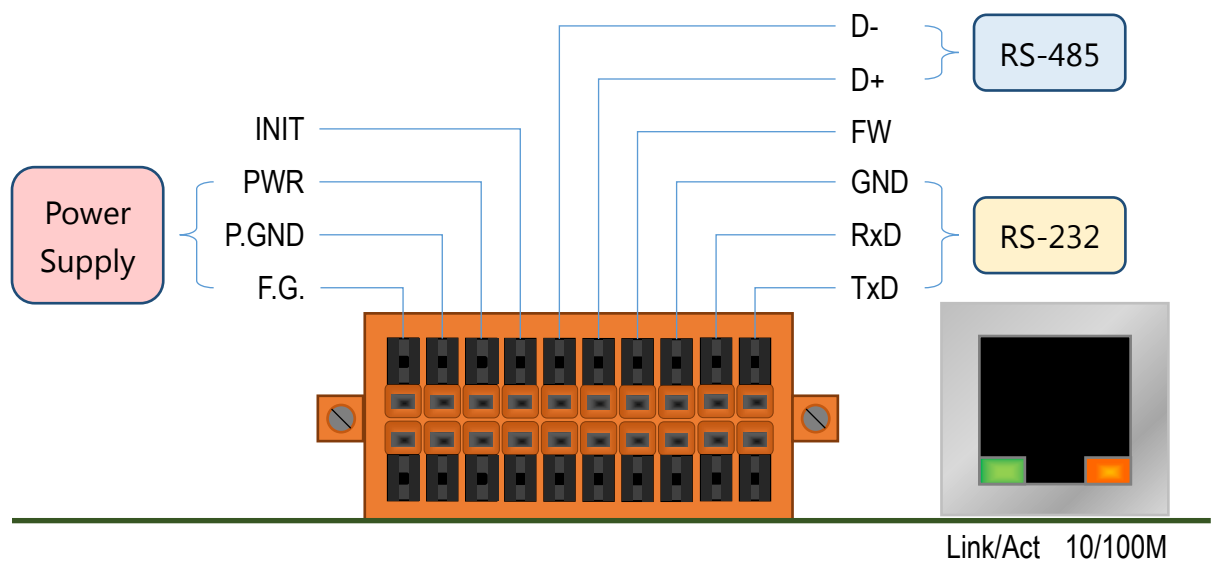 D-
RS-485
D+
INIT
FW
Power
Supply
PWR
P.GND
F.G.
GND
RxD
TxD
RS-232
Link/Act 10/100M